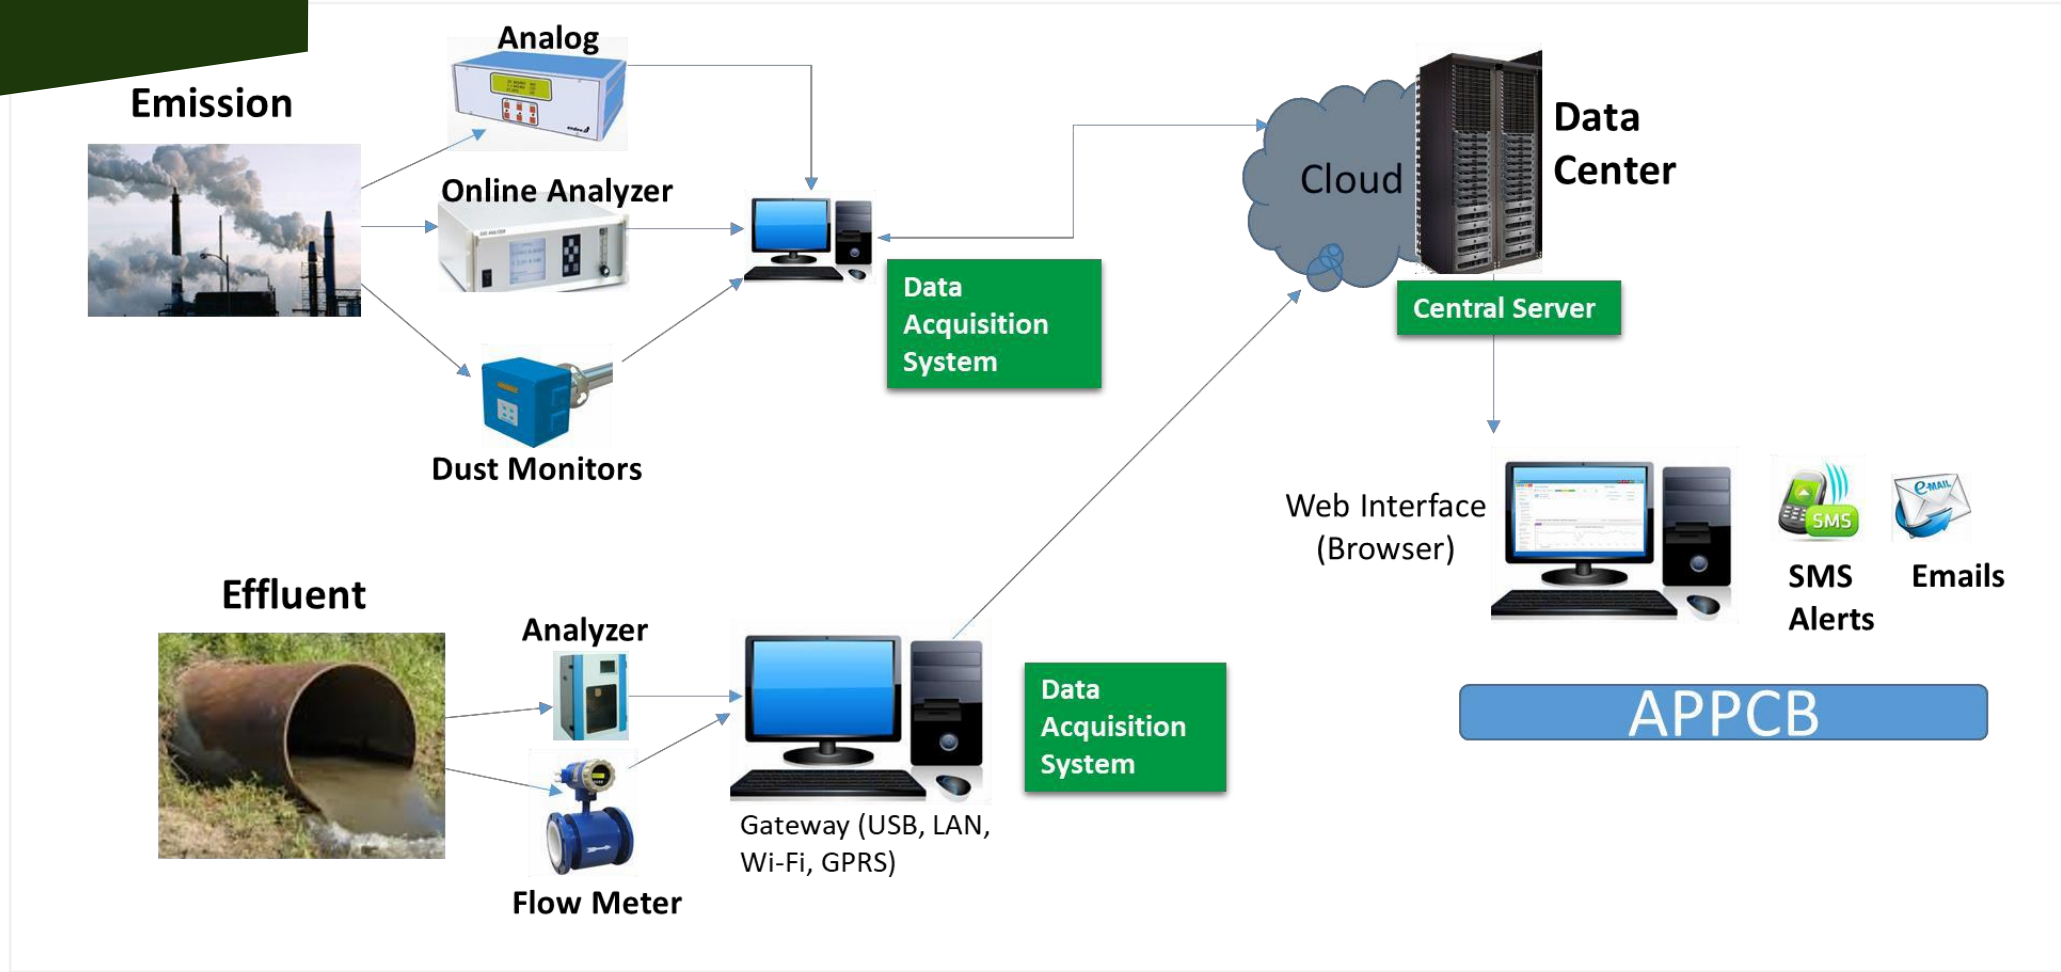 Analog
Emission
Online Analyzer
Dust Monitors
Data
Acquisition
System
Cloud
Data
Center
Central Server
Web Interface
(Browser)
SMS
e-MAIL
SMS
Alerts
Emails
APPCB
Effluent
Analyzer
Flow Meter
Gateway (USB, LAN,
Wi-Fi, GPRS)
Data
Acquisition
System